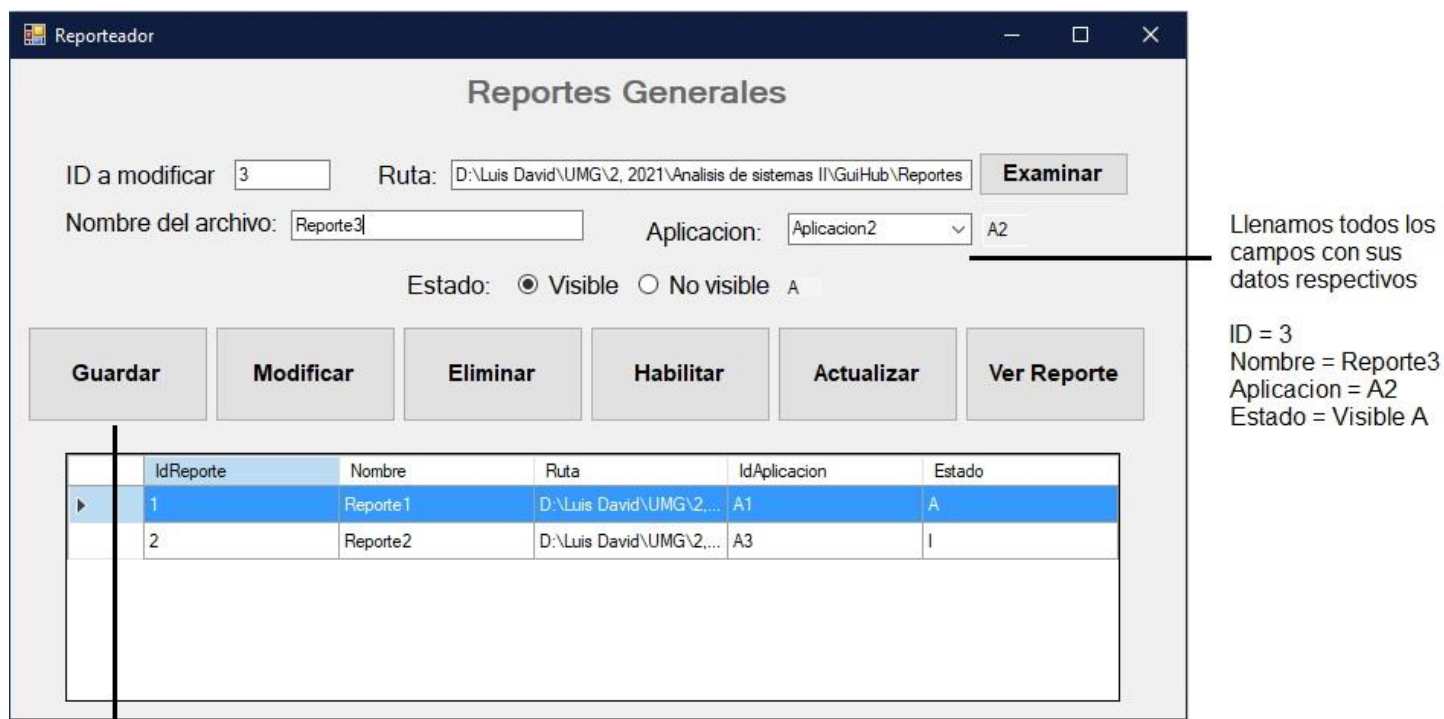 Reporteador
Reportes Generales
ID a modificar 3 Ruta: D:\Luis David\UMG\2, 2021\Analisis de sistemas II\GuiHub\Reportes Examinar
Nombre del archivo: Reporte3 Aplicacion: Aplicacion2 A2
Estado: Visible No visible A
Guardar Modificar Eliminar Habilitar Actualizar Ver Reporte
IdReporte Nombre Ruta IdAplicacion Estado
1 Reporte1 D:\Luis David\UMG\2,... A1 A
2 Reporte2 D:\Luis David\UMG\2,... A3 I
Llenamos todos los
campos con sus
datos respectivos
ID = 3
Nombre = Reporte3
Aplicacion = A2
Estado = Visible A